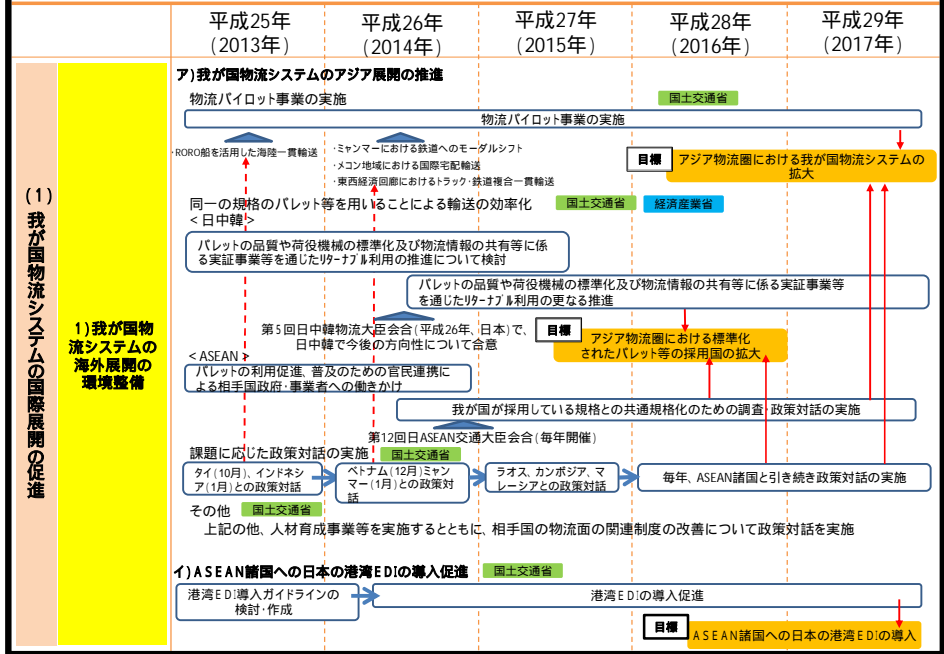 平成25年
(2013年)
平成26年
(2014年)
平成27年
(2015年)
平成28年
(2016年)
平成29年
(2017年)
(1)我が国物流システムの国際展開の促進
1)我が国物
流システムの
海外展開の
環境整備
ア)我が国物流システムのアジア展開の推進
物流パイロット事業の実施
国土交通省
物流パイロット事業の実施
・RORO船を活用した海陸一貫輸送
・ミャンマーにおける鉄道へのモーダルシフト
・メコン地域における国際宅配輸送
・東西経済回廊におけるトラック・鉄道複合一貫輸送
目標
アジア物流圏における我が国物流システムの
拡大
同一の規格のパレット等を用いることによる輸送の効率化
国土交通省
経済産業省
<日中韓>
パレットの品質や荷役機械の標準化及び物流情報の共有等に係
る実証事業等を通じたリターナブル利用の推進について検討
パレットの品質や荷役機械の標準化及び物流情報の共有等に係る実証事業等
を通じたリターナブル利用の更なる推進
第5回日中韓物流大臣会合(平成26年、日本)で、
日中韓で今後の方向性について合意
目標
アジア物流圏における標準化
されたパレット等の採用国の拡大
<ASEAN>
パレットの利用促進、普及のための官民連携に
よる相手国政府・事業者への働きかけ
我が国が採用している規格との共通規格化のための調査・政策対話の実施
第12回日ASEAN交通大臣会合(毎年開催)
課題に応じた政策対話の実施
国土交通省
タイ(10月)、インドネシ
ア(1月)との政策対話
ベトナム(12月)ミャン
マー(1月)との政策対
話
ラオス、カンボジア、マ
レーシアとの政策対話
毎年、ASEAN諸国と引き続き政策対話の実施
その他
国土交通省
上記の他、人材育成事業等を実施するとともに、相手国の物流面の関連制度の改善について政策対話を実施
イ)ASEAN諸国への日本の港湾EDIの導入促進
国土交通省
港湾EDI導入ガイドラインの
検討・作成
港湾EDIの導入促進
目標
ASEAN諸国への日本の港湾EDIの導入